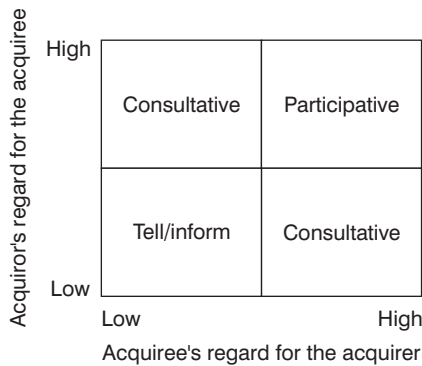 Acquiror's regard for the acquiree
High
Consultative
Participative
Tell/inform
Consultative
Low
Low
High
Acquiree's regard for the acquirer